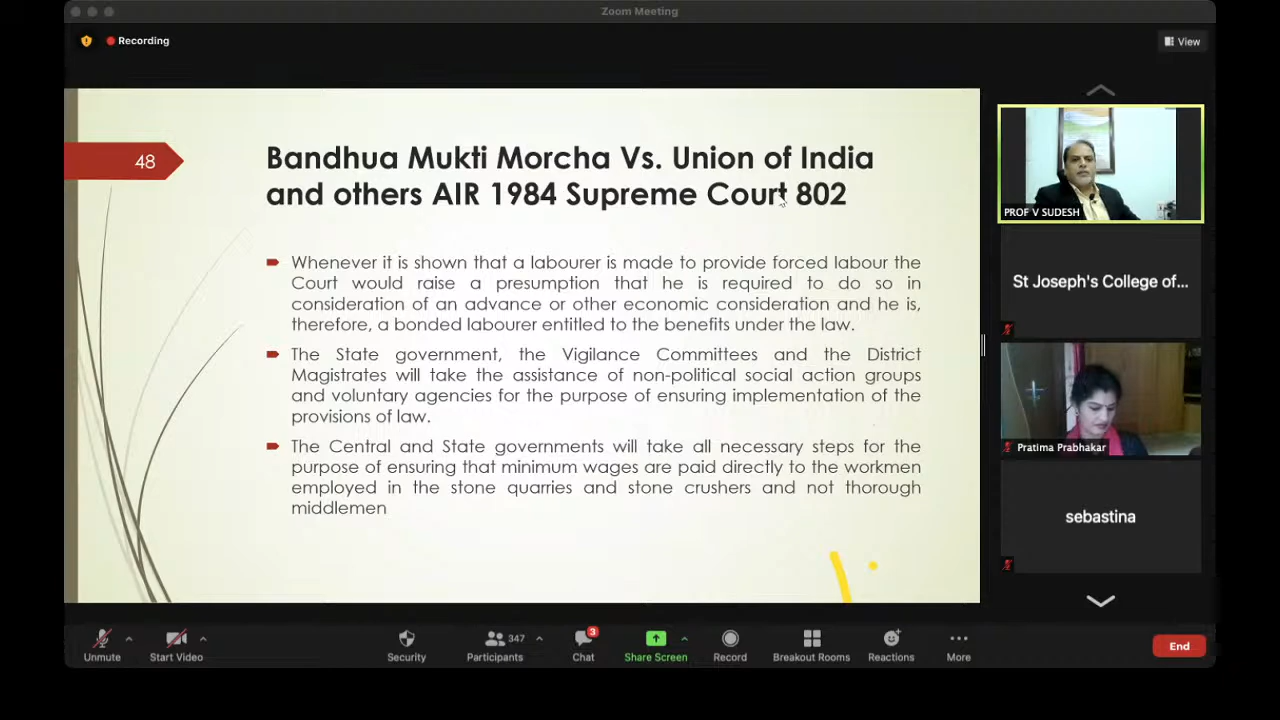 Zoom Meeting
Recording
View
48
Bandhua Mukti Morcha Vs. Union of India
and others AIR 1984 Supreme Court 802
Whenever it is shown that a labourer is made to provide forced labour the
Court would raise a presumption that he is required to do so in
consideration of an advance or other economic consideration and he is,
therefore, a bonded labourer entitled to the benefits under the law.
The State government, the Vigilance Committees and the District
Magistrates will take the assistance of non-political social action groups
and voluntary agencies for the purpose of ensuring implementation of the
provisions of law.
The Central and State governments will take all necessary steps for the
purpose of ensuring that minimum wages are paid directly to the workmen
employed in the stone quarries and stone crushers and not thorough
middlemen
PROF V SUDESH
St Joseph's College of...
Pratima Prabhakar
sebastina
Unmute
Start Video
Security
Participants
347
Chat
3
Share Screen
Record
Breakout Rooms
Reactions
More
End